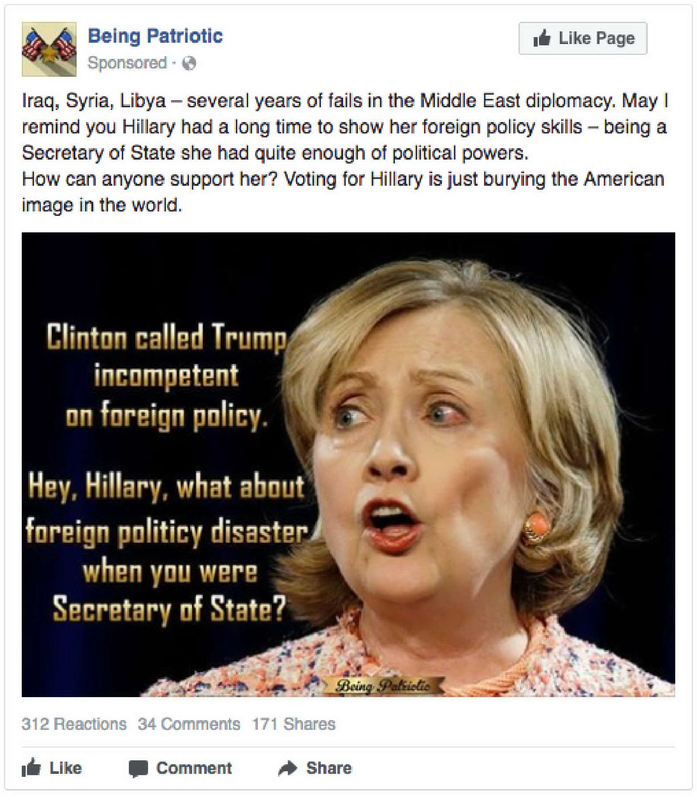 Being Patriotic
Like Page
Sponsored ·
Iraq, Syria, Libya – several years of fails in the Middle East diplomacy. May I
remind you Hillary had a long time to show her foreign policy skills – being a
Secretary of State she had quite enough of political powers.
How can anyone support her? Voting for Hillary is just burying the American
image in the world.
Clinton called Trump
incompetent
on foreign policy.
Hey, Hillary, what about
foreign politicy disaster
when you were
Secretary of State?
Being Patriotic
312 Reactions 34 Comments 171 Shares
Like Comment Share